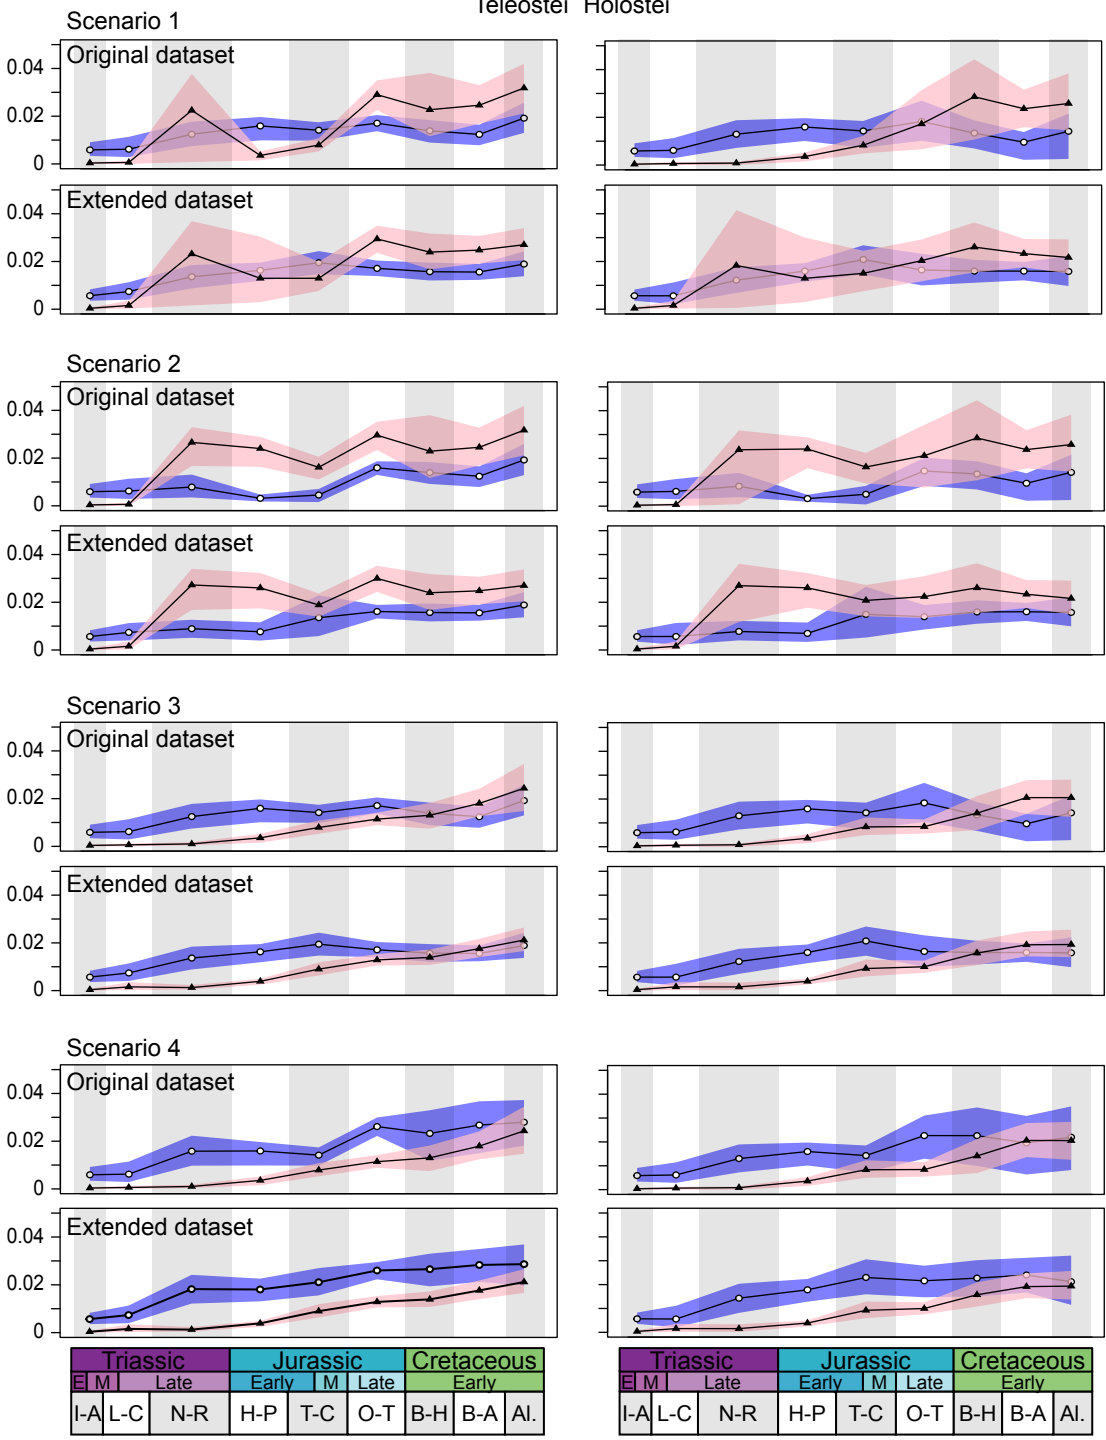 Teleostei Holostei
Scenario 1
Original dataset
0.04
0.02
0
Extended dataset
0.04
0.02
0
Scenario 2
Original dataset
0.04
0.02
0
Extended dataset
0.04
0.02
0
Scenario 3
Original dataset
0.04
0.02
0
Extended dataset
0.04
0.02
0
Scenario 4
Original dataset
0.04
0.02
0
Extended dataset
0.04
0.02
0
Triassic Jurassic Cretaceous
E M Late Early M Late Early
I-A L-C N-R H-P T-C O-T B-H B-A Al.
Triassic Jurassic Cretaceous
E M Late Early M Late Early
I-A L-C N-R H-P T-C O-T B-H B-A Al.